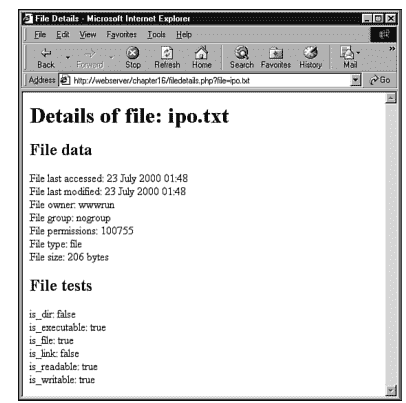 File Details - Microsoft Internet Explorer
File Edit View Favorites Tools Help
Back Forward Stop Refresh Home Search Favorites History Mail »
Address http://webserver/chapter16/filedetails.php?file=ipo.txt Go
Details of file: ipo.txt
File data
File last accessed: 23 July 2000 01:48
File last modified: 23 July 2000 01:48
File owner: wwwrun
File group: nogroup
File permissions: 100755
File type: file
File size: 206 bytes
File tests
is_dir: false
is_executable: true
is_file: true
is_link: false
is_readable: true
is_writable: true